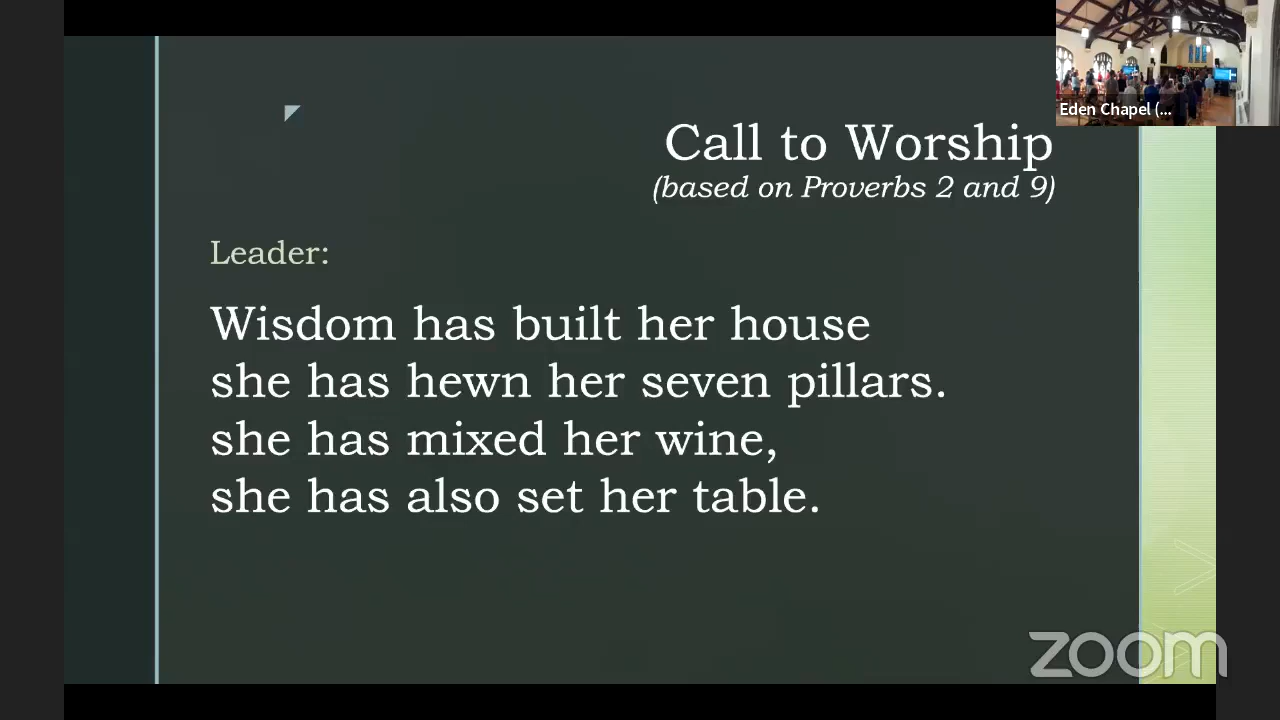 Eden Chapel (...
Call to Worship
(based on Proverbs 2 and 9)
Leader:
Wisdom has built her house
she has hewn her seven pillars.
she has mixed her wine,
she has also set her table.
zoom